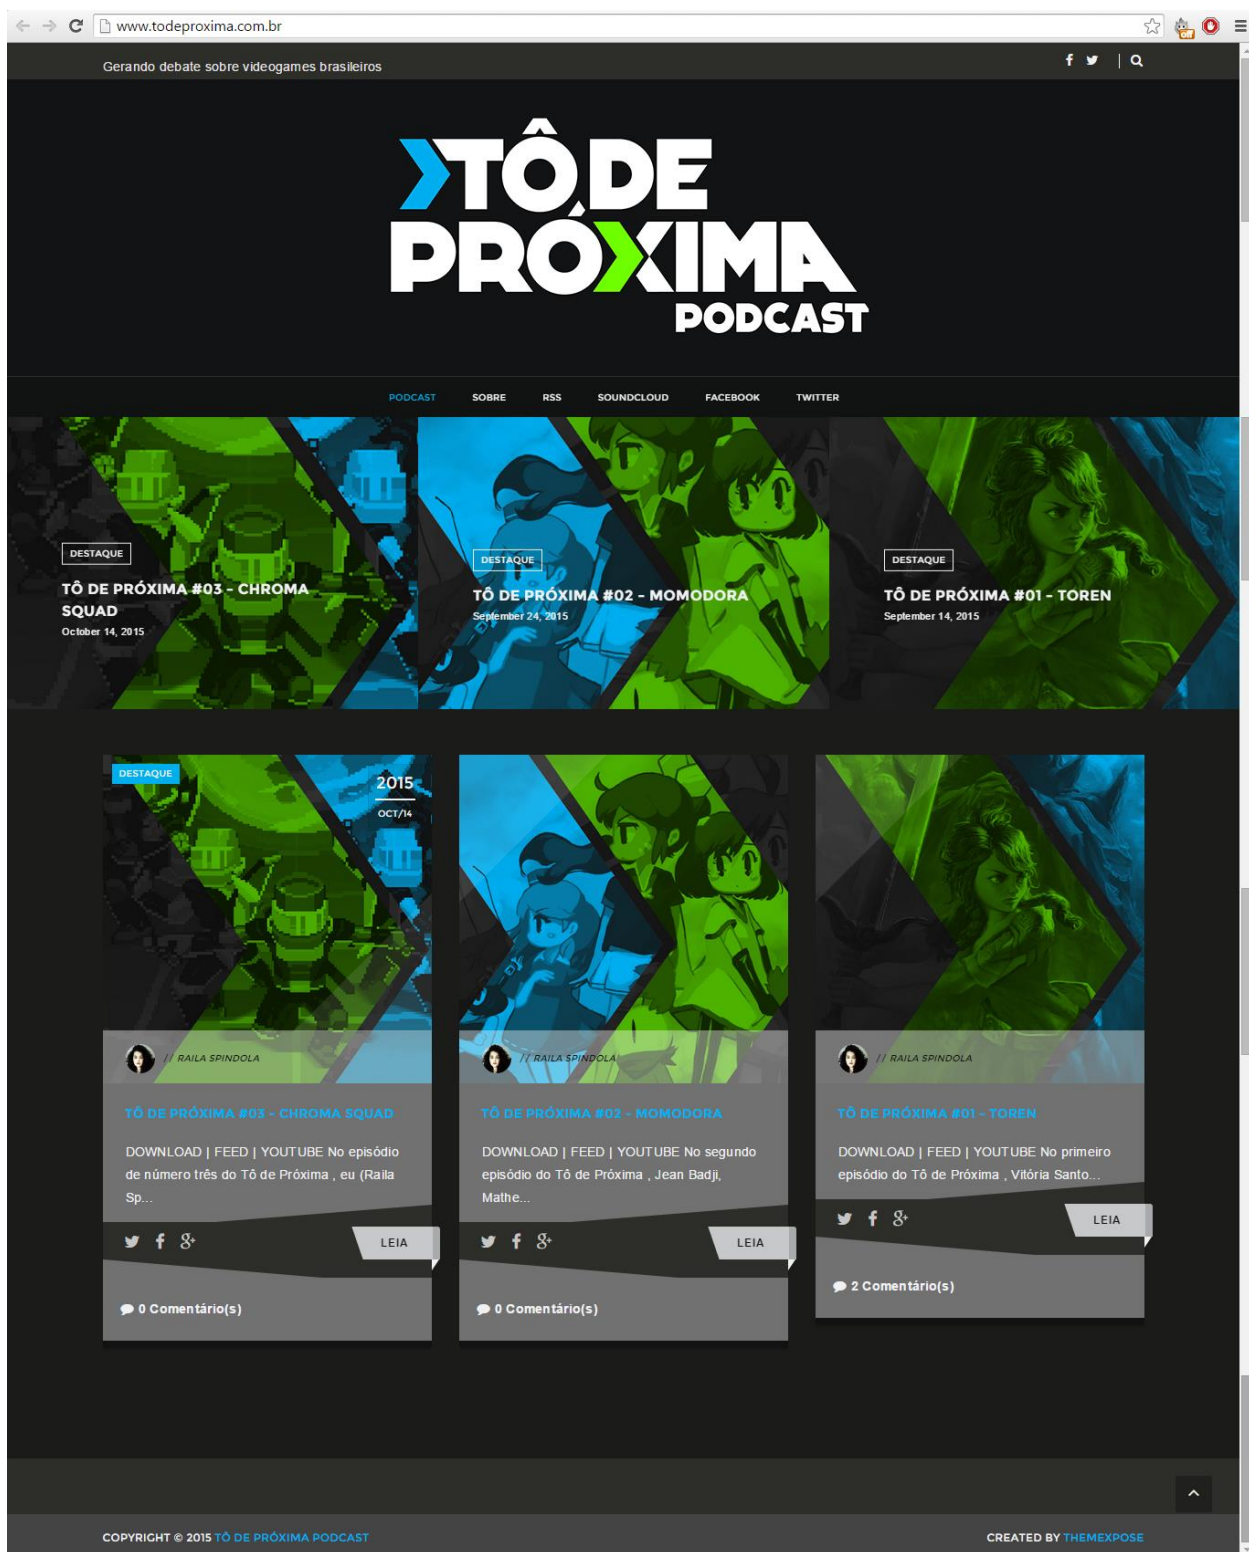 www.todeproxima.com.br
off
Gerando debate sobre videogames brasileiros
TÔ DE
PRÓXIMA
PODCAST
PODCAST SOBRE RSS SOUNDCLOUD FACEBOOK TWITTER
DESTAQUE
TÔ DE PRÓXIMA #03 - CHROMA
SQUAD
October 14, 2015
DESTAQUE
TÔ DE PRÓXIMA #02 - MOMODORA
September 24, 2015
DESTAQUE
TÔ DE PRÓXIMA #01 - TOREN
September 14, 2015
DESTAQUE
2015
OCT/14
// RAILA SPINDOLA
TÔ DE PRÓXIMA #03 - CHROMA SQUAD
DOWNLOAD | FEED | YOUTUBE No episódio
de número três do Tô de Próxima , eu (Raila
Sp...
LEIA
0 Comentário(s)
// RAILA SPINDOLA
TÔ DE PRÓXIMA #02 - MOMODORA
DOWNLOAD | FEED | YOUTUBE No segundo
episódio do Tô de Próxima , Jean Badji,
Mathe...
LEIA
0 Comentário(s)
// RAILA SPINDOLA
TÔ DE PRÓXIMA #01 - TOREN
DOWNLOAD | FEED | YOUTUBE No primeiro
episódio do Tô de Próxima , Vitória Santo...
LEIA
2 Comentário(s)
COPYRIGHT © 2015 TÔ DE PRÓXIMA PODCAST
CREATED BY THEMEXPOSE